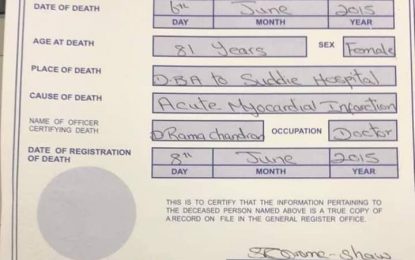 DATE OF DEATH 6th June 2015
DAY MONTH YEAR
AGE AT DEATH 81 Years SEX Female
PLACE OF DEATH DBA to Suddie Hospital
CAUSE OF DEATH Acute Myocardial Infarction
NAME OF OFFICER CERTIFYING DEATH D Ramachandran OCCUPATION Doctor
DATE OF REGISTRATION OF DEATH 8th June 2015
DAY MONTH YEAR
THIS IS TO CERTIFY THAT THE INFORMATION PERTAINING TO
THE DECEASED PERSON NAMED ABOVE IS A TRUE COPY OF
A RECORD ON FILE IN THE GENERAL REGISTER OFFICE.